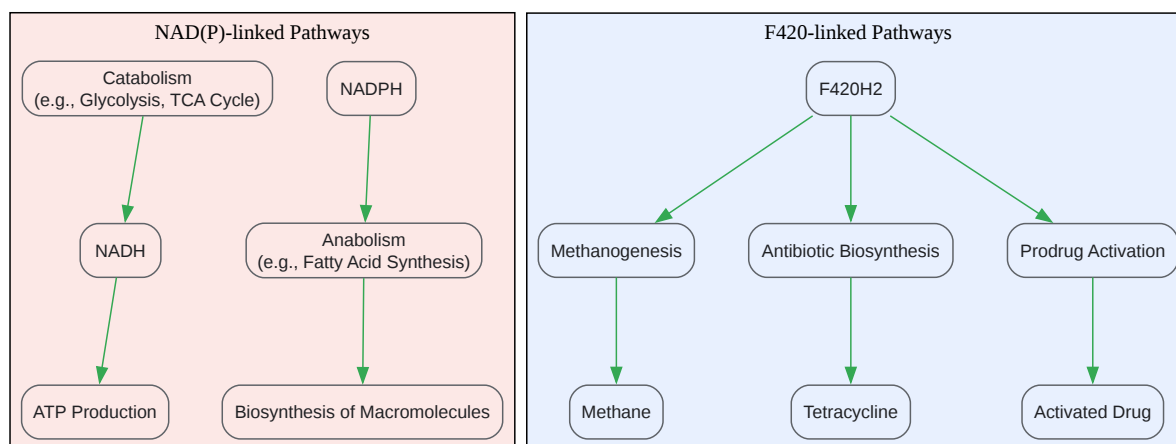 NAD(P)-linked Pathways
Catabolism
(e.g., Glycolysis, TCA Cycle)
NADPH
NADH
Anabolism
(e.g., Fatty Acid Synthesis)
ATP Production
Biosynthesis of Macromolecules
F420-linked Pathways
F420H2
Methanogenesis
Antibiotic Biosynthesis
Prodrug Activation
Methane
Tetracycline
Activated Drug